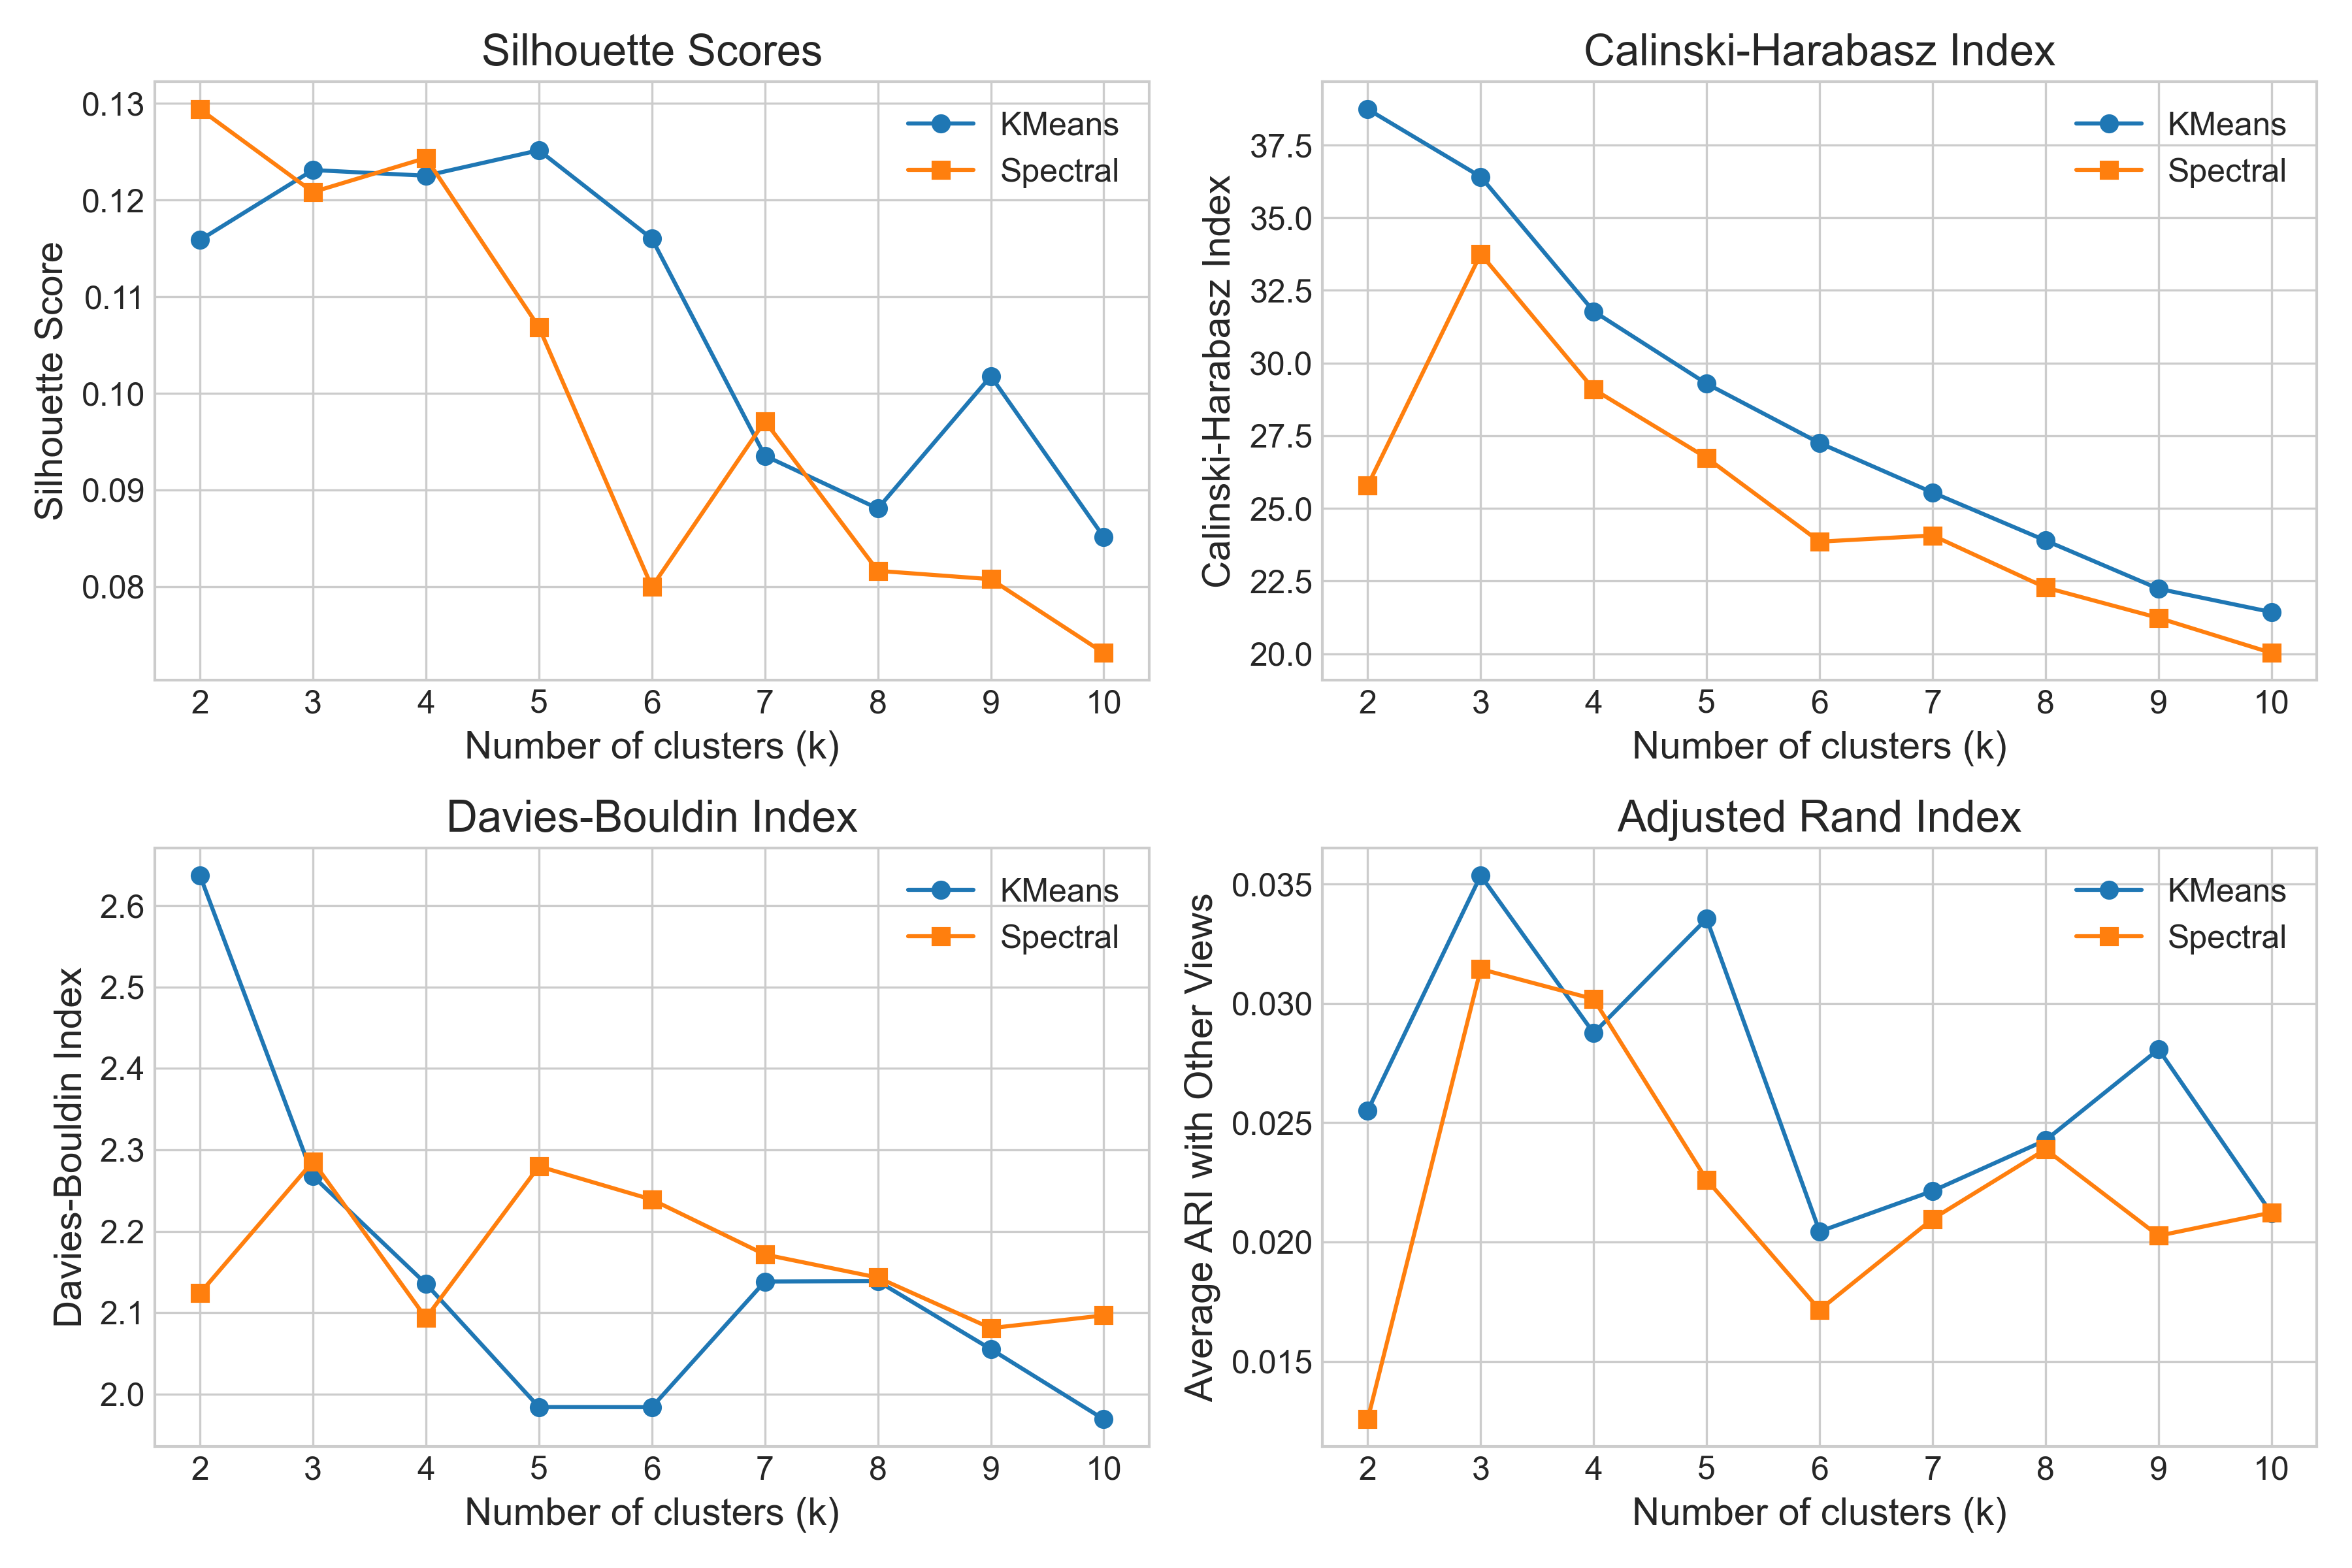 Silhouette Scores
Silhouette Score
0.13
0.12
0.11
0.10
0.09
0.08
KMeans
Spectral
2 3 4 5 6 7 8 9 10
Number of clusters (k)
Calinski-Harabasz Index
Calinski-Harabasz Index
37.5
35.0
32.5
30.0
27.5
25.0
22.5
20.0
KMeans
Spectral
2 3 4 5 6 7 8 9 10
Number of clusters (k)
Davies-Bouldin Index
Davies-Bouldin Index
2.6
2.5
2.4
2.3
2.2
2.1
2.0
KMeans
Spectral
2 3 4 5 6 7 8 9 10
Number of clusters (k)
Adjusted Rand Index
Average ARI with Other Views
0.035
0.030
0.025
0.020
0.015
KMeans
Spectral
2 3 4 5 6 7 8 9 10
Number of clusters (k)